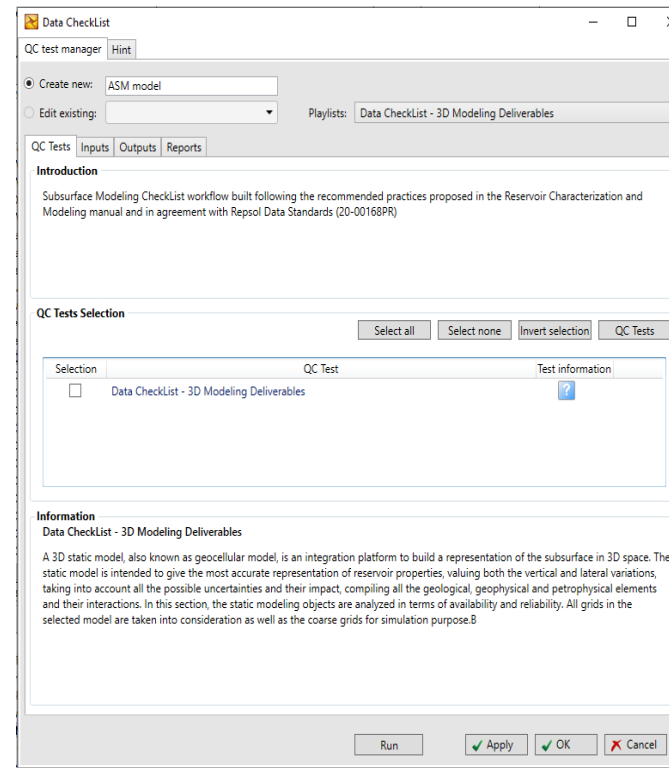 Data CheckList
QC test manager Hint
Create new: ASM model
Edit existing: Playlists: Data CheckList - 3D Modeling Deliverables
QC Tests Inputs Outputs Reports
Introduction
Subsurface Modeling CheckList workflow built following the recommended practices proposed in the Reservoir Characterization and
Modeling manual and in agreement with Repsol Data Standards (20-00168PR)
QC Tests Selection
Select all Select none Invert selection QC Tests
Selection QC Test Test information
Data CheckList - 3D Modeling Deliverables ?
Information
Data CheckList - 3D Modeling Deliverables
A 3D static model, also known as geocellular model, is an integration platform to build a representation of the subsurface in 3D space. The
static model is intended to give the most accurate representation of reservoir properties, valuing both the vertical and lateral variations,
taking into account all the possible uncertainties and their impact, compiling all the geological, geophysical and petrophysical elements
and their interactions. In this section, the static modeling objects are analyzed in terms of availability and reliability. All grids in the
selected model are taken into consideration as well as the coarse grids for simulation purpose.B
Run Apply OK Cancel